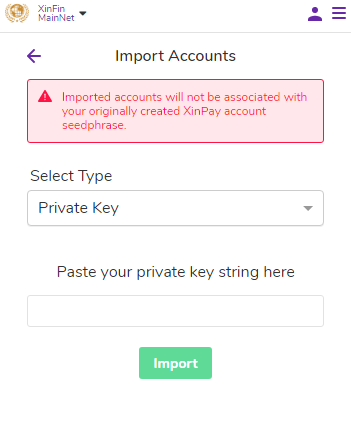 XinFin
MainNet
Import Accounts
Imported accounts will not be associated with
your originally created XinPay account
seedphrase.
Select Type
Private Key
Paste your private key string here
Import